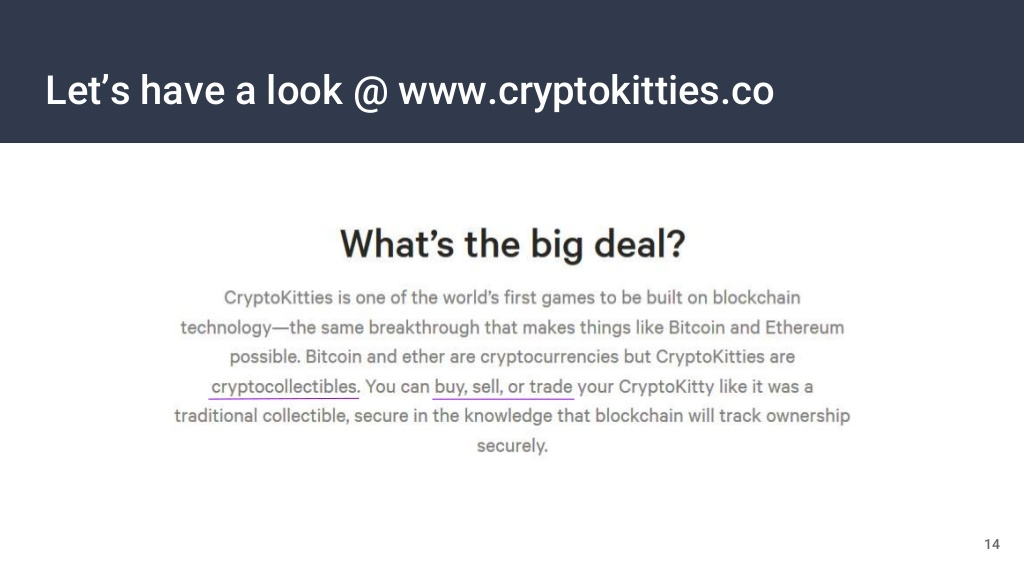 Let’s have a look @ www.cryptokitties.co
What’s the big deal?
CryptoKitties is one of the world’s first games to be built on blockchain
technology—the same breakthrough that makes things like Bitcoin and Ethereum
possible. Bitcoin and ether are cryptocurrencies but CryptoKitties are
cryptocollectibles. You can buy, sell, or trade your CryptoKitty like it was a
traditional collectible, secure in the knowledge that blockchain will track ownership
securely.
14